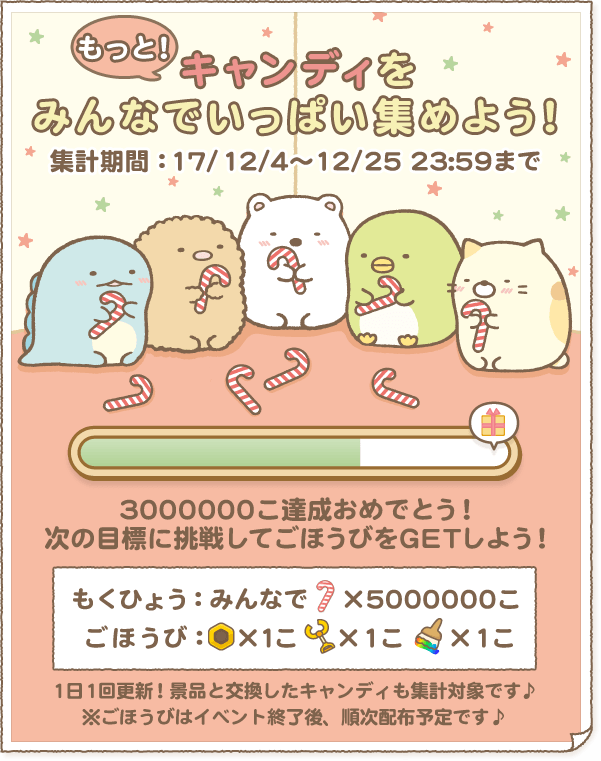 もっと!
キャンディを
みんなでいっぱい集めよう!
集計期間：17/12/4～12/25 23:59まで
3000000こ達成おめでとう!
次の目標に挑戦してごほうびをGETしよう!
もくひょう：みんなで×5000000こ
ごほうび：×1こ ×1こ ×1こ
1日1回更新!景品と交換したキャンディも集計対象です♪
※ごほうびはイベント終了後、順次配布予定です♪